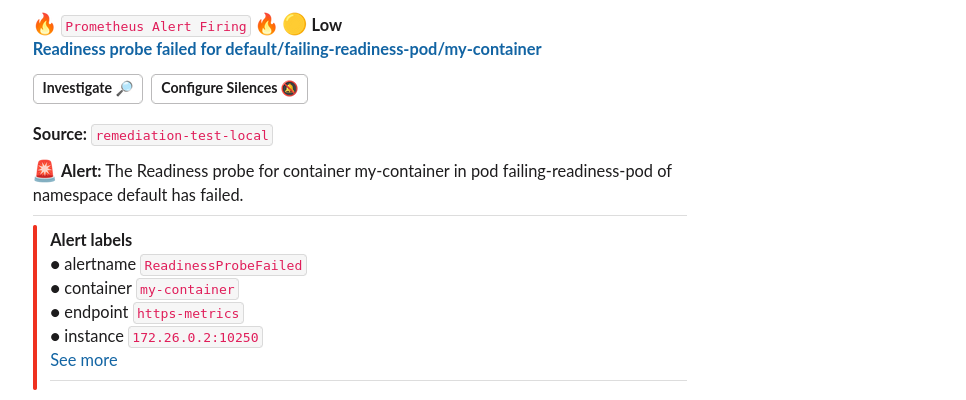 🔥 Prometheus Alert Firing 🔥 🟡 Low
Readiness probe failed for default/failing-readiness-pod/my-container
Investigate 🔎 Configure Silences 🔕
Source: remediation-test-local
🚨 Alert: The Readiness probe for container my-container in pod failing-readiness-pod of
namespace default has failed.
Alert labels
● alertname ReadinessProbeFailed
● container my-container
● endpoint https-metrics
● instance 172.26.0.2:10250
See more